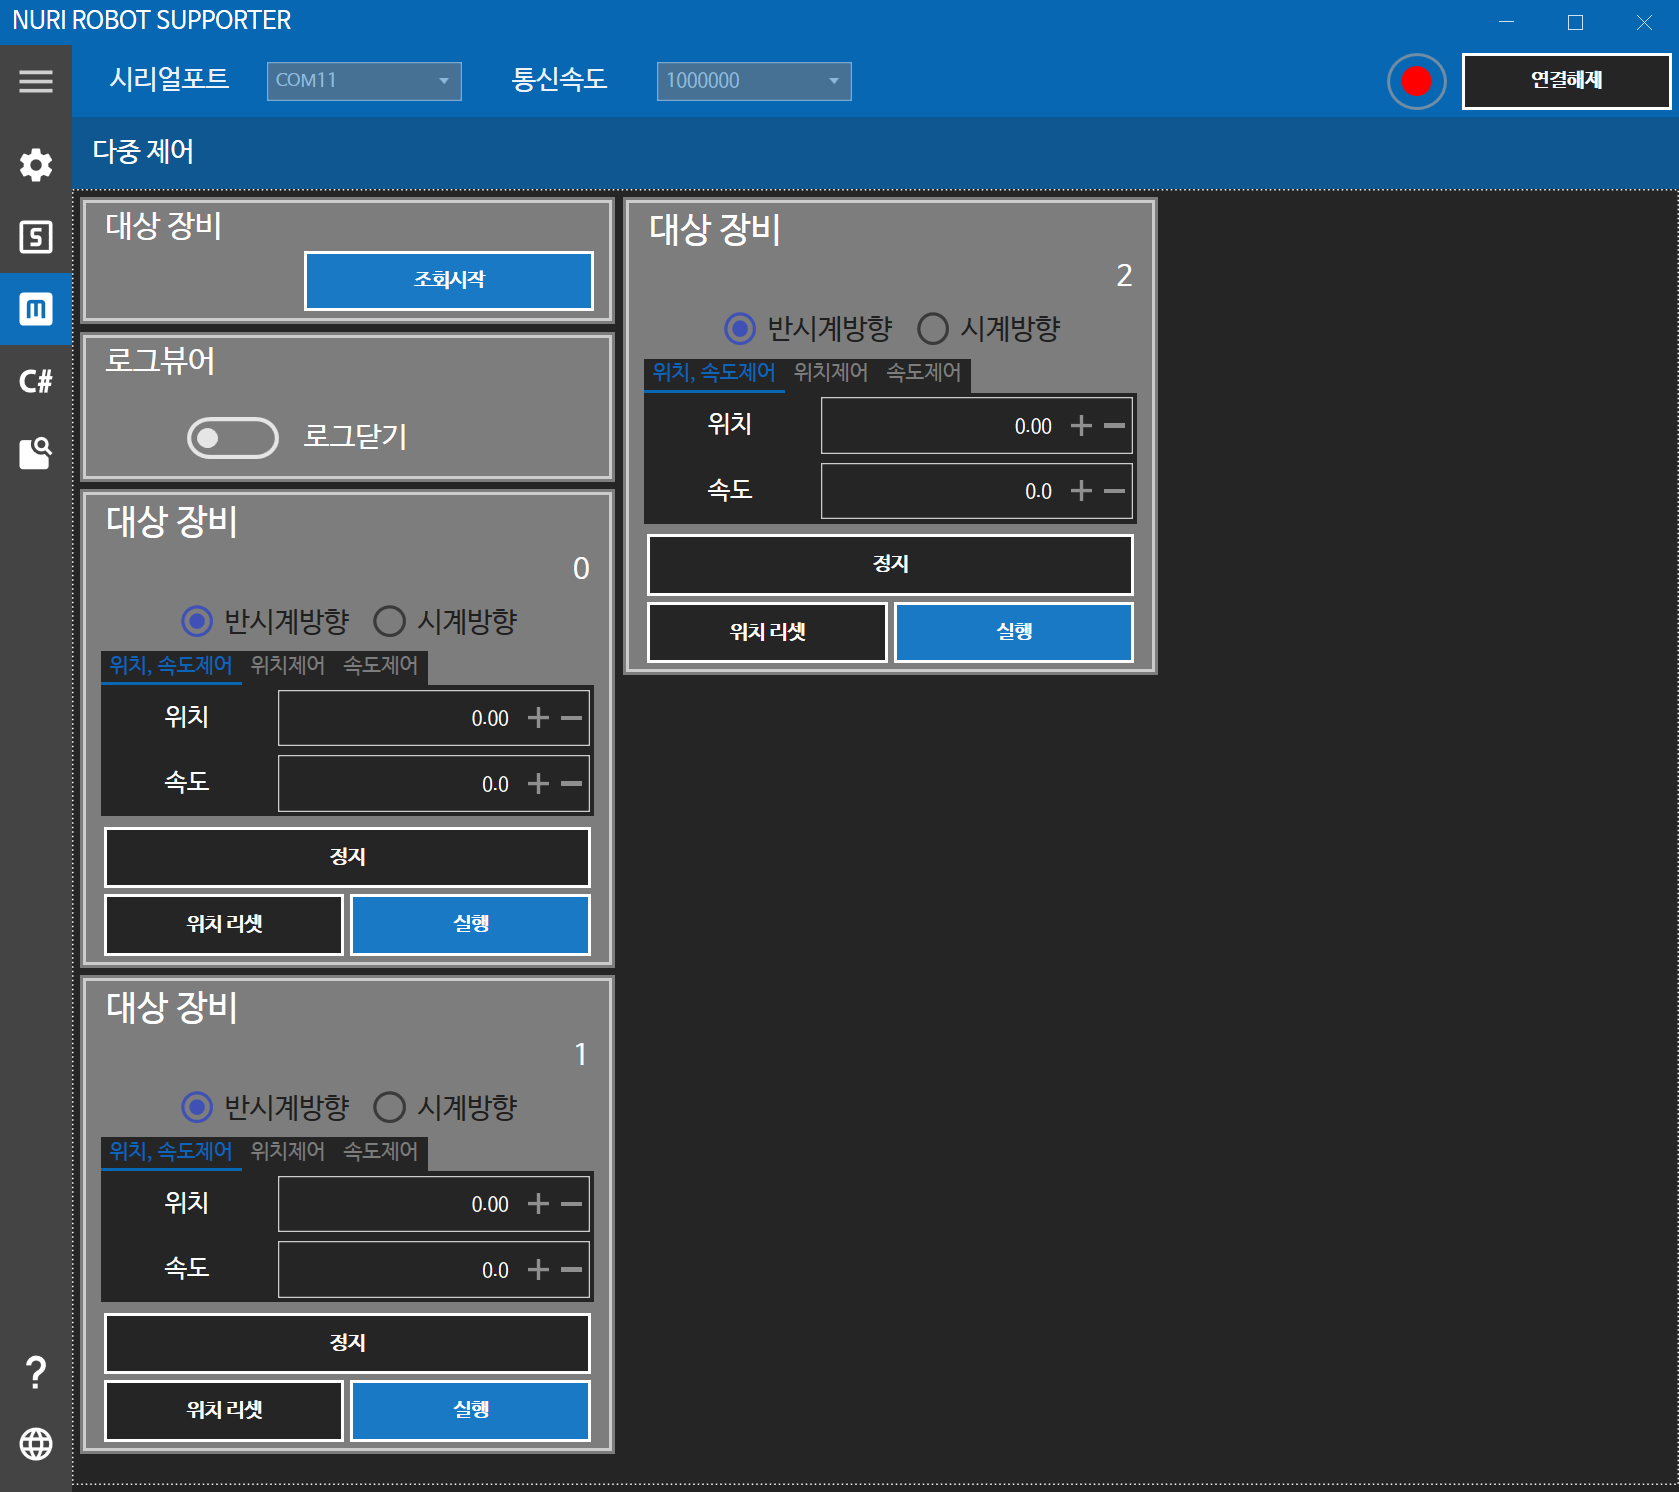 NURI ROBOT SUPPORTER
시리얼포트 COM11 통신속도 1000000 연결해제
다중 제어
S
m
C#
?
대상 장비
조회시작
로그뷰어
로그닫기
대상 장비
0
반시계방향 시계방향
위치, 속도제어 위치제어 속도제어
위치 0.00
속도 0.0
정지
위치 리셋 실행
대상 장비
1
반시계방향 시계방향
위치, 속도제어 위치제어 속도제어
위치 0.00
속도 0.0
정지
위치 리셋 실행
대상 장비
2
반시계방향 시계방향
위치, 속도제어 위치제어 속도제어
위치 0.00
속도 0.0
정지
위치 리셋 실행